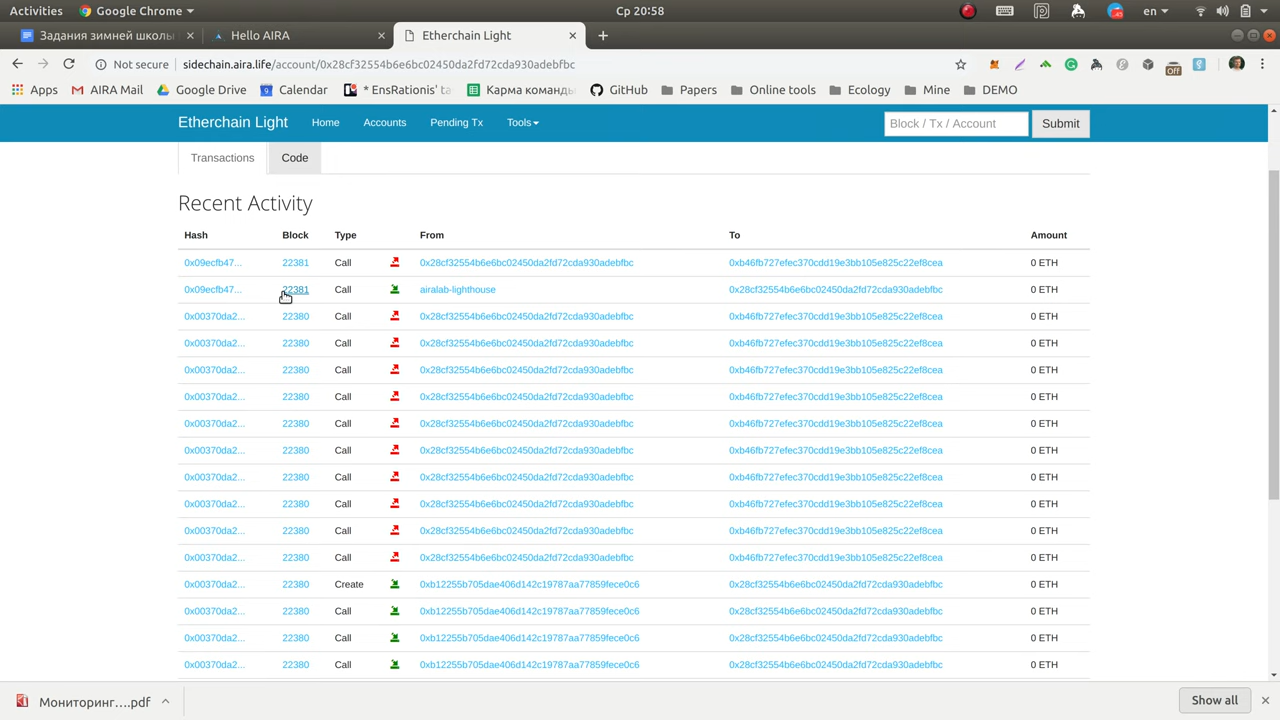 Activities Google Chrome Ср 20:58 en
Задания зимней школы Hello AIRA Etherchain Light
Not secure sidechain.aira.life/account/0x28cf32554b6e6bc02450da2fd72cda930adebfbc
Apps AIRA Mail Google Drive Calendar * EnsRationis' ta Карма команды GitHub Papers Online tools Ecology Mine DEMO
Off
Etherchain Light Home Accounts Pending Tx Tools Block / Tx / Account Submit
Transactions Code
Recent Activity
Hash Block Type From To Amount
0x09ecfb47... 22381 Call 0x28cf32554b6e6bc02450da2fd72cda930adebfbc 0xb46fb727efec370cdd19e3bb105e825c22ef8cea 0 ETH
0x09ecfb47... 22381 Call airalab-lighthouse 0x28cf32554b6e6bc02450da2fd72cda930adebfbc 0 ETH
0x00370da2... 22380 Call 0x28cf32554b6e6bc02450da2fd72cda930adebfbc 0xb46fb727efec370cdd19e3bb105e825c22ef8cea 0 ETH
0x00370da2... 22380 Call 0x28cf32554b6e6bc02450da2fd72cda930adebfbc 0xb46fb727efec370cdd19e3bb105e825c22ef8cea 0 ETH
0x00370da2... 22380 Call 0x28cf32554b6e6bc02450da2fd72cda930adebfbc 0xb46fb727efec370cdd19e3bb105e825c22ef8cea 0 ETH
0x00370da2... 22380 Call 0x28cf32554b6e6bc02450da2fd72cda930adebfbc 0xb46fb727efec370cdd19e3bb105e825c22ef8cea 0 ETH
0x00370da2... 22380 Call 0x28cf32554b6e6bc02450da2fd72cda930adebfbc 0xb46fb727efec370cdd19e3bb105e825c22ef8cea 0 ETH
0x00370da2... 22380 Call 0x28cf32554b6e6bc02450da2fd72cda930adebfbc 0xb46fb727efec370cdd19e3bb105e825c22ef8cea 0 ETH
0x00370da2... 22380 Call 0x28cf32554b6e6bc02450da2fd72cda930adebfbc 0xb46fb727efec370cdd19e3bb105e825c22ef8cea 0 ETH
0x00370da2... 22380 Call 0x28cf32554b6e6bc02450da2fd72cda930adebfbc 0xb46fb727efec370cdd19e3bb105e825c22ef8cea 0 ETH
0x00370da2... 22380 Call 0x28cf32554b6e6bc02450da2fd72cda930adebfbc 0xb46fb727efec370cdd19e3bb105e825c22ef8cea 0 ETH
0x00370da2... 22380 Call 0x28cf32554b6e6bc02450da2fd72cda930adebfbc 0xb46fb727efec370cdd19e3bb105e825c22ef8cea 0 ETH
0x00370da2... 22380 Create 0xb12255b705dae406d142c19787aa77859fece0c6 0x28cf32554b6e6bc02450da2fd72cda930adebfbc 0 ETH
0x00370da2... 22380 Call 0xb12255b705dae406d142c19787aa77859fece0c6 0x28cf32554b6e6bc02450da2fd72cda930adebfbc 0 ETH
0x00370da2... 22380 Call 0xb12255b705dae406d142c19787aa77859fece0c6 0x28cf32554b6e6bc02450da2fd72cda930adebfbc 0 ETH
0x00370da2... 22380 Call 0xb12255b705dae406d142c19787aa77859fece0c6 0x28cf32554b6e6bc02450da2fd72cda930adebfbc 0 ETH
Мониторинг....pdf Show all